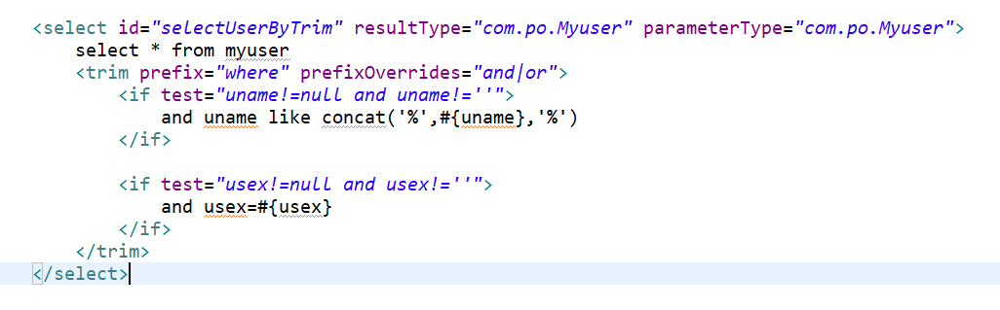 <select id="selectUserByTrim" resultType="com.po.Myuser" parameterType="com.po.Myuser">
select * from myuser
<trim prefix="where" prefixOverrides="and|or">
<if test="uname!=null and uname!=''">
and uname like concat('%',#{uname},'%')
</if>
<if test="usex!=null and usex!=''">
and usex=#{usex}
</if>
</trim>
</select>